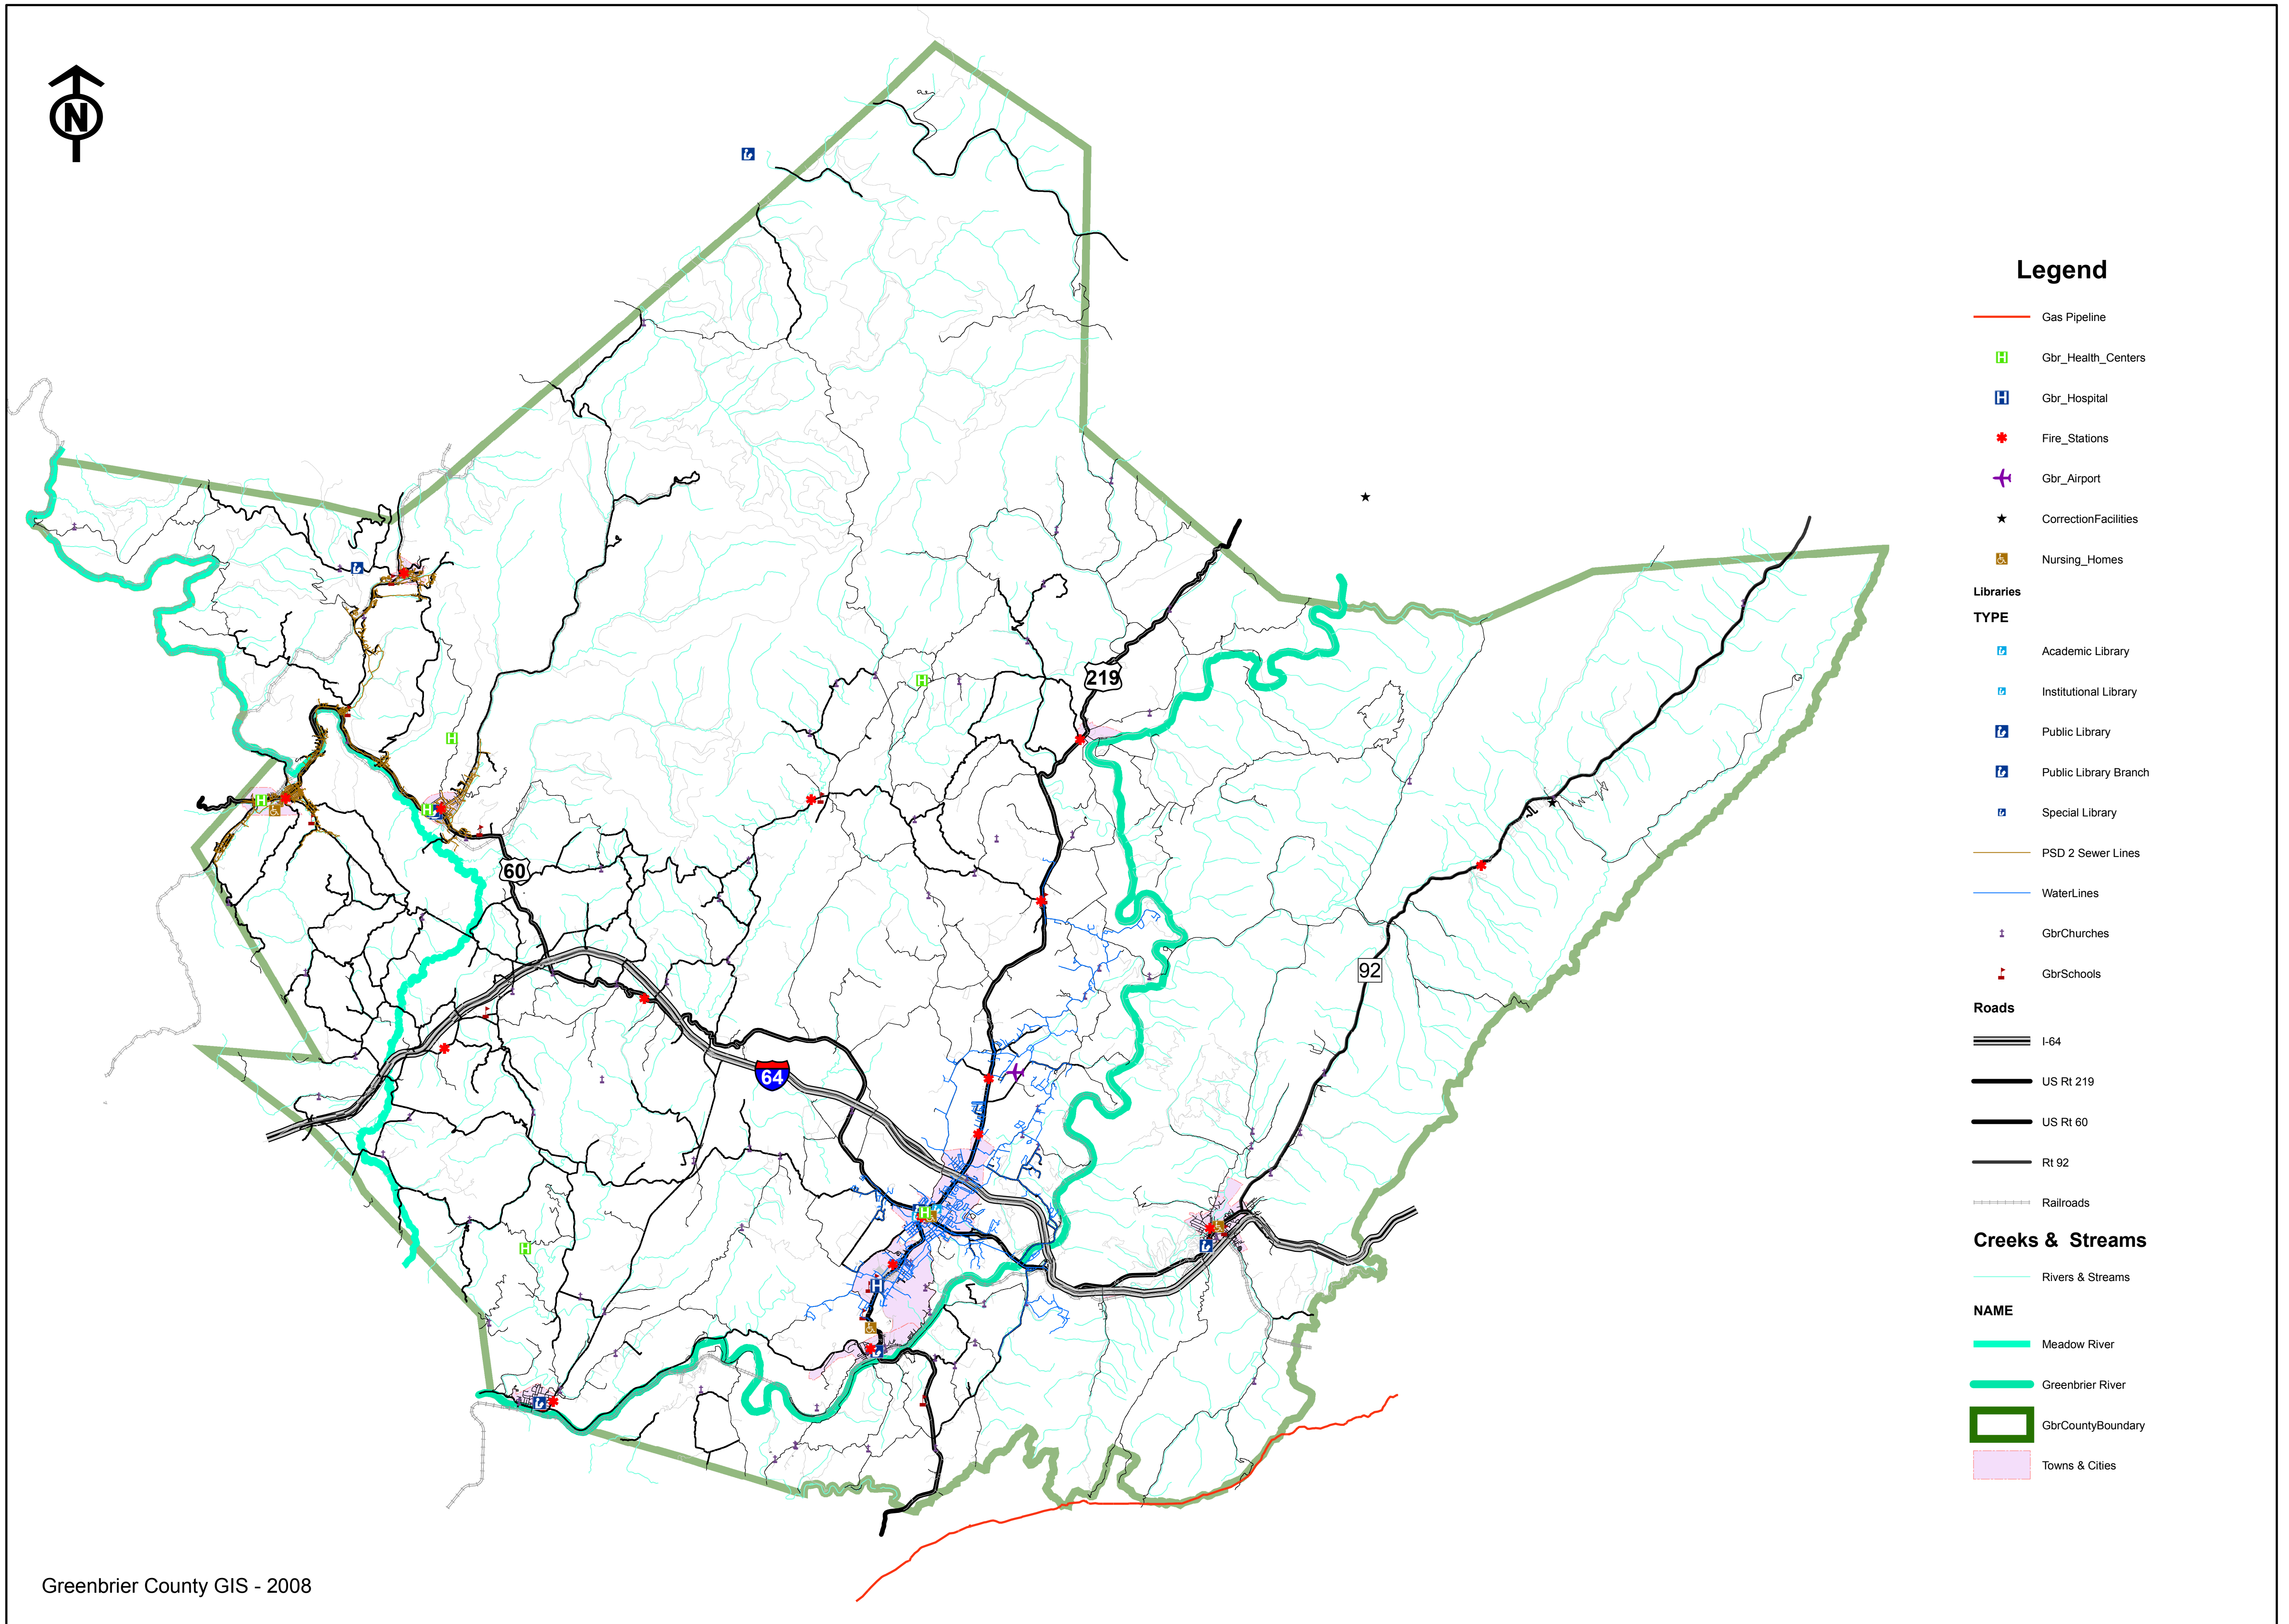 N
219
60
92
64
Legend
Gas Pipeline
Gbr_Health_Centers
Gbr_Hospital
Fire_Stations
Gbr_Airport
CorrectionFacilities
Nursing_Homes
Libraries
TYPE
Academic Library
Institutional Library
Public Library
Public Library Branch
Special Library
PSD 2 Sewer Lines
WaterLines
GbrChurches
GbrSchools
Roads
I-64
US Rt 219
US Rt 60
Rt 92
Railroads
Creeks & Streams
Rivers & Streams
NAME
Meadow River
Greenbrier River
GbrCountyBoundary
Towns & Cities
Greenbrier County GIS - 2008